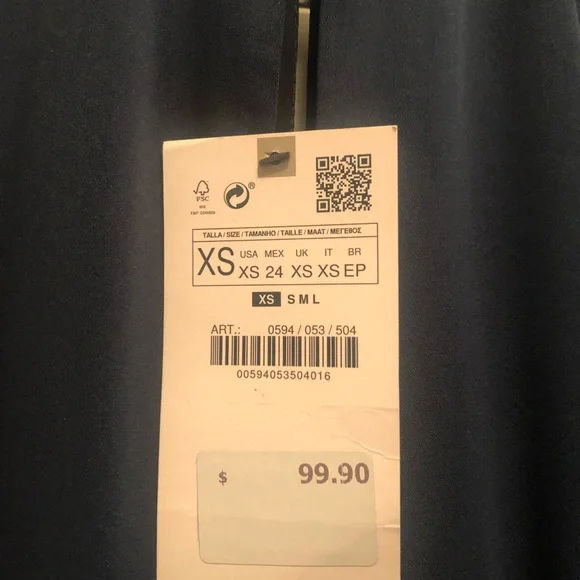 FSC
MIX
®
TALLA / SIZE / TAMANHO / TAILLE / MAAT / ΜΕΓΕΘΟΣ
XS USA MEX UK IT BR
XS 24 XS XS EP
XS S M L
ART.: 0594 / 053 / 504
00594053504016
$ 99.90